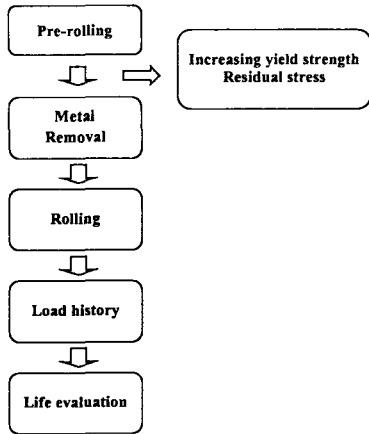 Pre-rolling
Increasing yield strength
Residual stress
Metal
Removal
Rolling
Load history
Life evaluation